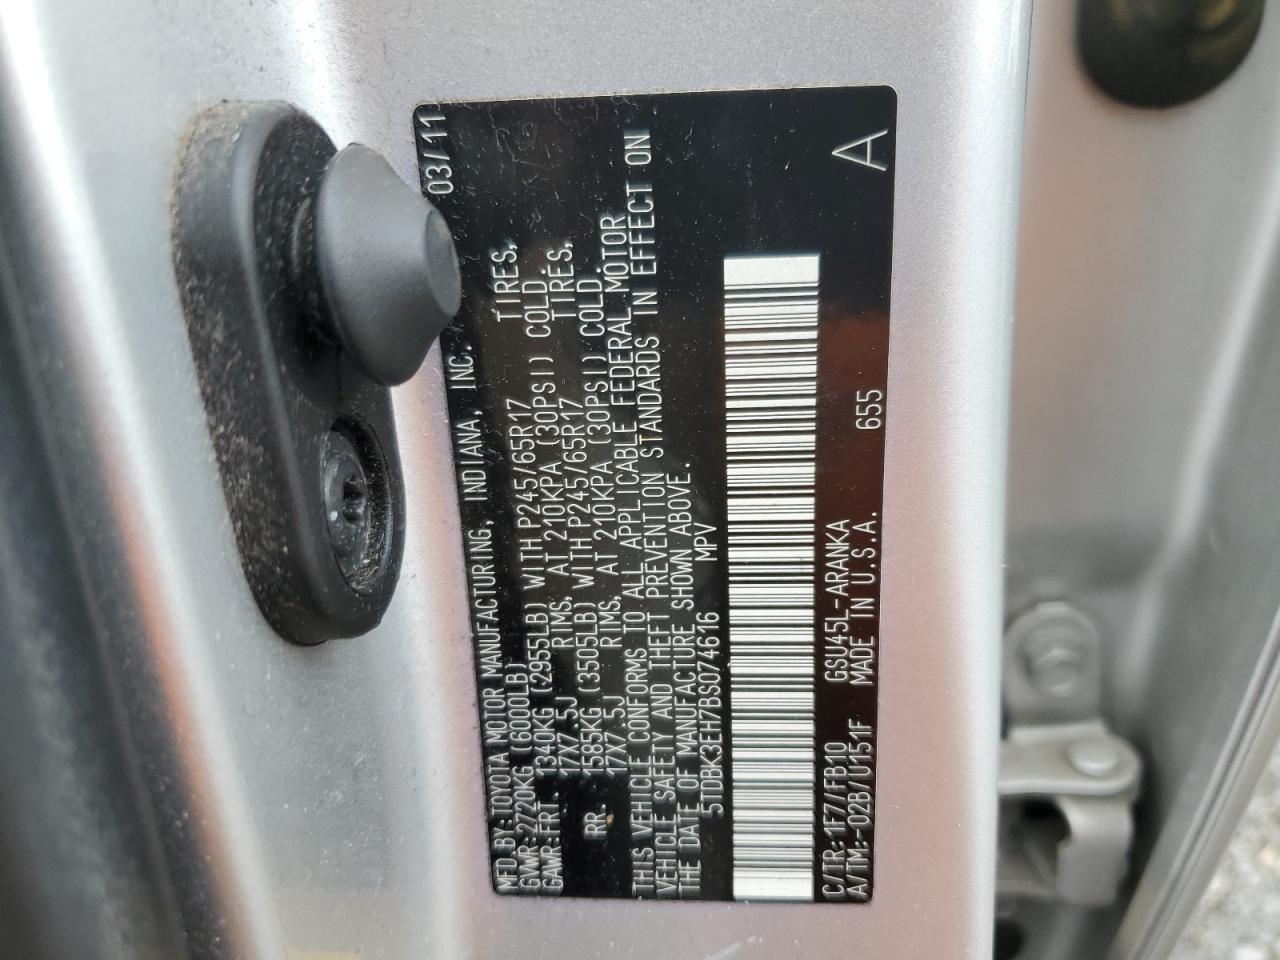 MFD BY: TOYOTA MOTOR MANUFACTURING, INDIANA, INC. 03/11
GVWR:2720KG (6000LB)
GAWR:FRT 1340KG (2955LB) WITH P245/65R17 TIRES,
17X7.5J RIMS, AT 210KPA (30PSI) COLD.
RR. 1585KG (3505LB) WITH P245/65R17 TIRES,
17X7.5J RIMS, AT 210KPA (30PSI) COLD.
THIS VEHICLE CONFORMS TO ALL APPLICABLE FEDERAL MOTOR
VEHICLE SAFETY AND THEFT PREVENTION STANDARDS IN EFFECT ON
THE DATE OF MANUFACTURE SHOWN ABOVE.
5TDBK3EH7BS074616 MPV
C/TR:1F7/FB10 GSU45L-ARANKA
A/TM:-02B/U151F MADE IN U.S.A. 655 A